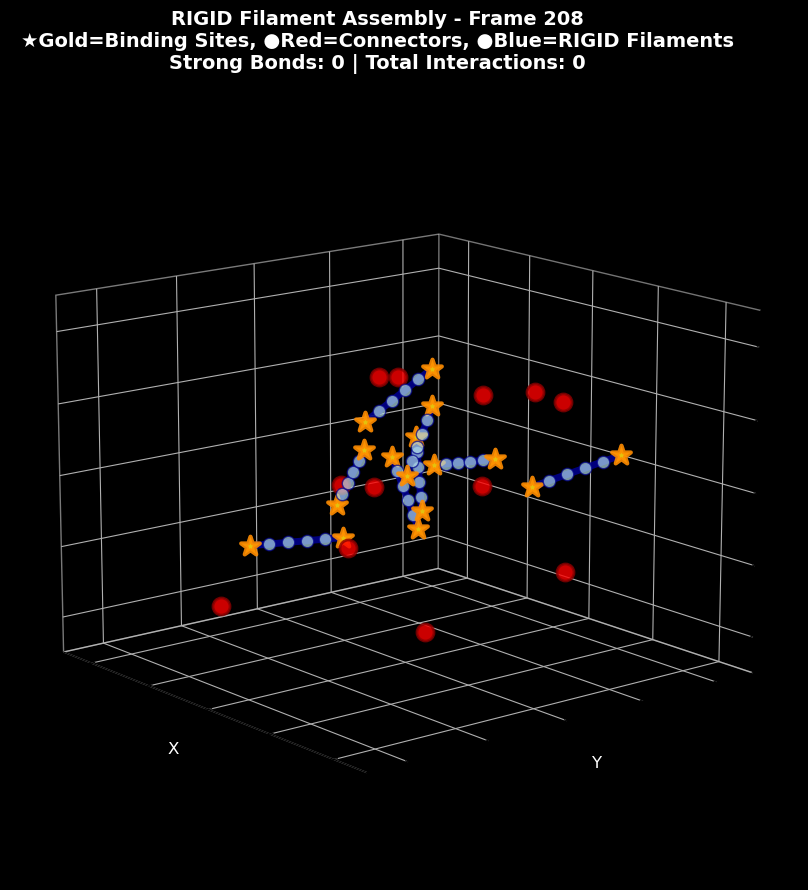 RIGID Filament Assembly - Frame 208
★Gold=Binding Sites, ●Red=Connectors, ●Blue=RIGID Filaments
Strong Bonds: 0 | Total Interactions: 0
X
Y